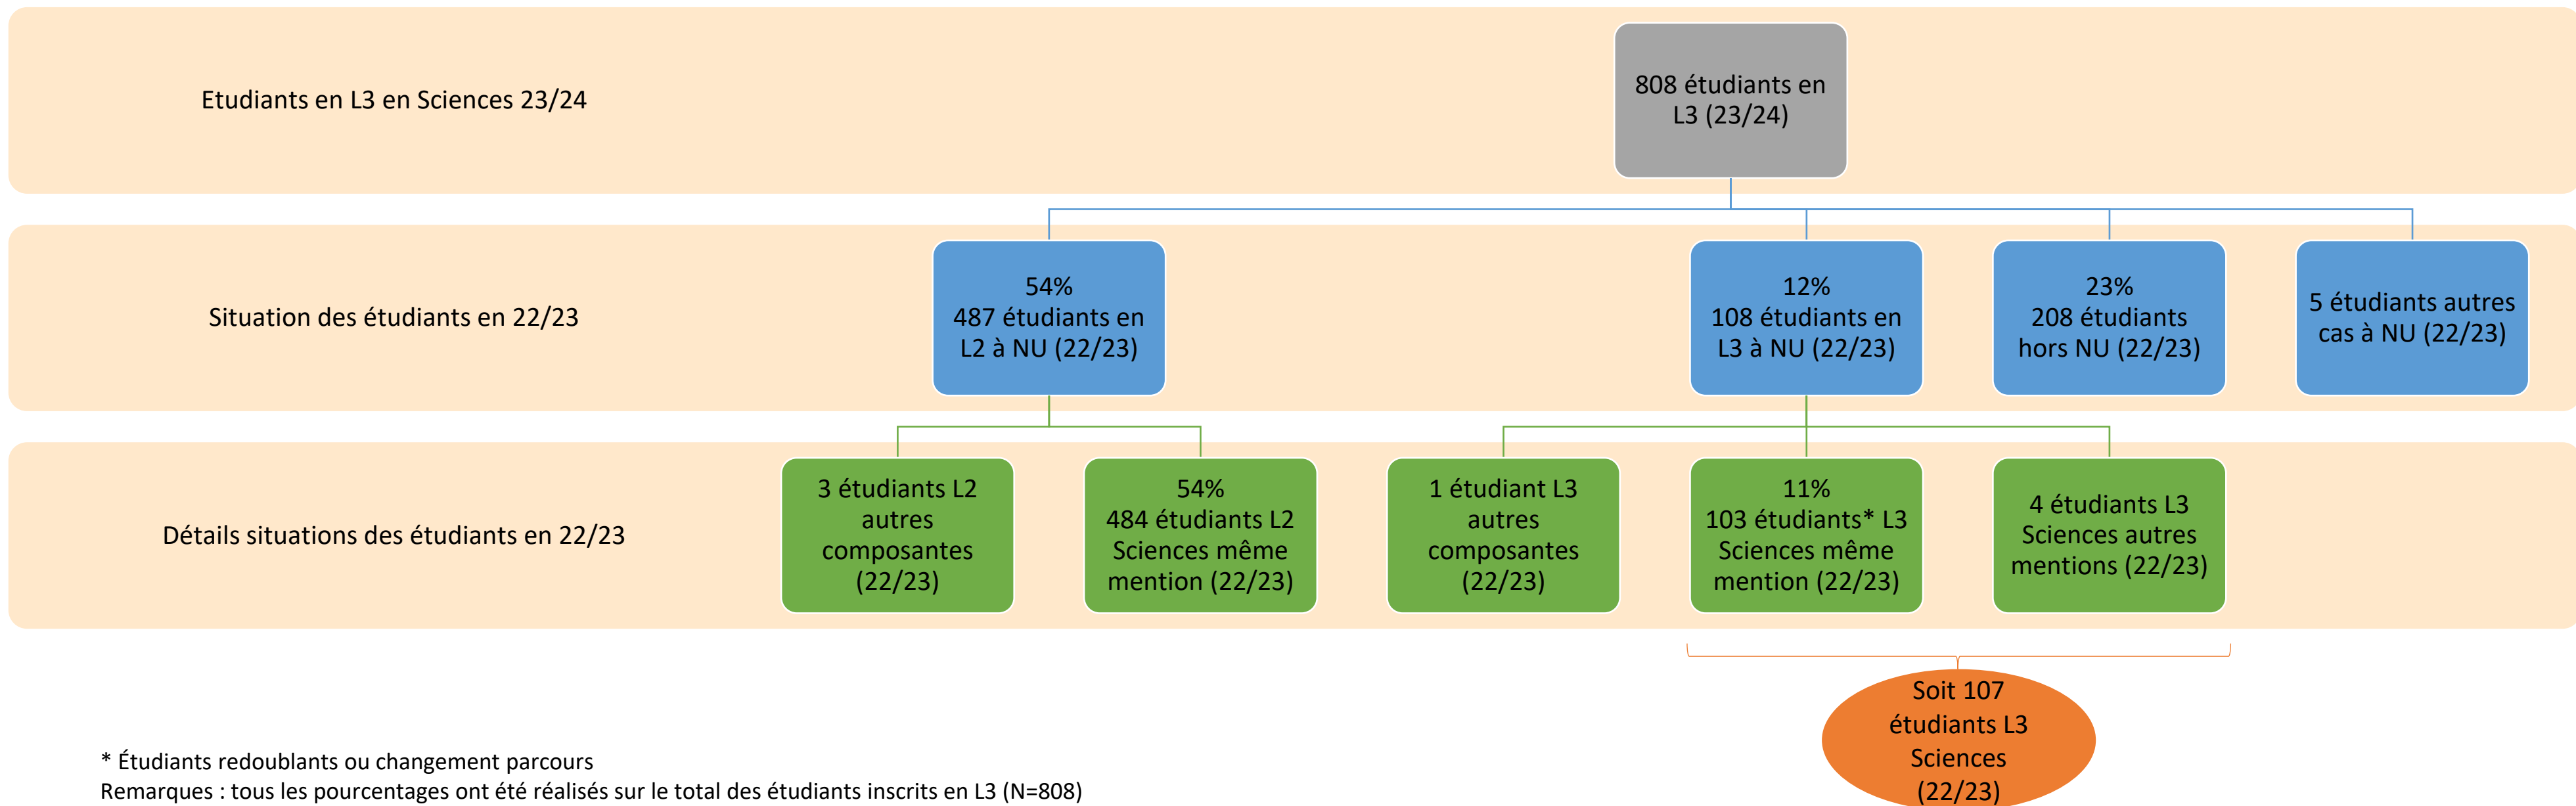 Etudiants en L3 en Sciences 23/24
808 étudiants en
L3 (23/24)
Situation des étudiants en 22/23
54%
487 étudiants en
L2 à NU (22/23)
12%
108 étudiants en
L3 à NU (22/23)
23%
208 étudiants
hors NU (22/23)
5 étudiants autres
cas à NU (22/23)
Détails situations des étudiants en 22/23
3 étudiants L2
autres
composantes
(22/23)
54%
484 étudiants L2
Sciences même
mention (22/23)
1 étudiant L3
autres
composantes
(22/23)
11%
103 étudiants* L3
Sciences même
mention (22/23)
4 étudiants L3
Sciences autres
mentions (22/23)
Soit 107
étudiants L3
Sciences
(22/23)
* Étudiants redoublants ou changement parcours
Remarques : tous les pourcentages ont été réalisés sur le total des étudiants inscrits en L3 (N=808)